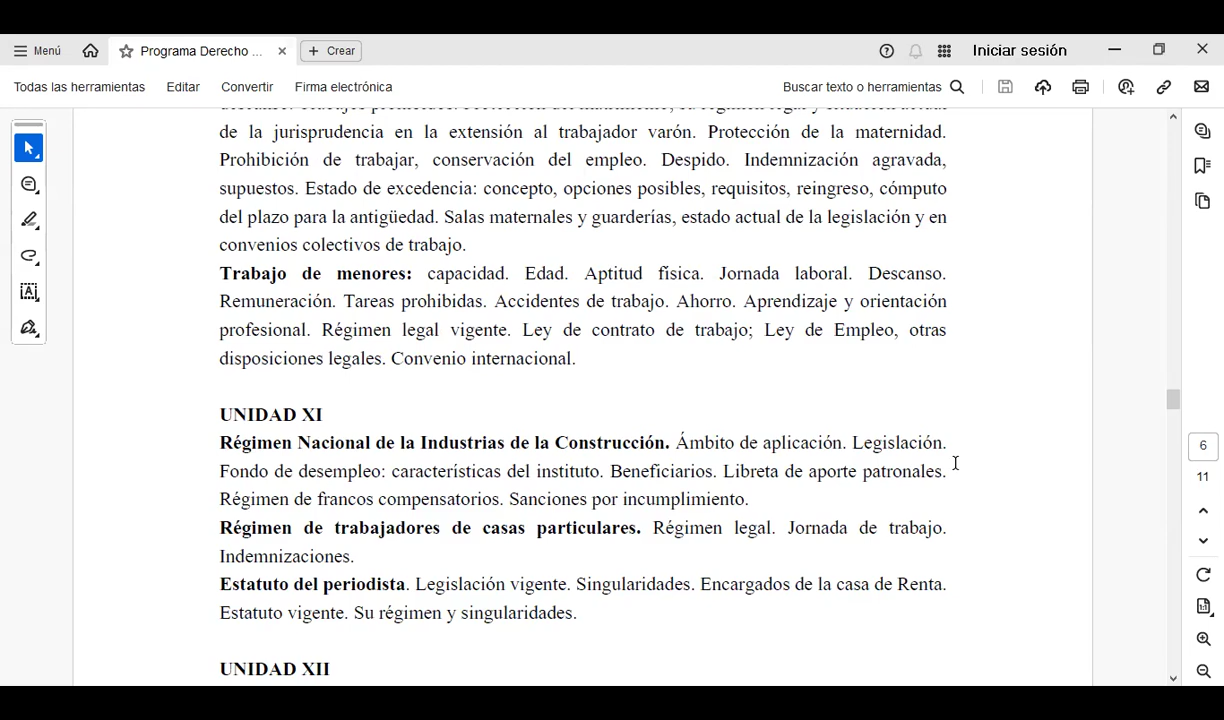 Menú
Programa Derecho ...
Crear
Iniciar sesión
Todas las herramientas
Editar
Convertir
Firma electrónica
Buscar texto o herramientas
de la jurisprudencia en la extensión al trabajador varón. Protección de la maternidad.
Prohibición de trabajar, conservación del empleo. Despido. Indemnización agravada,
supuestos. Estado de excedencia: concepto, opciones posibles, requisitos, reingreso, cómputo
del plazo para la antigüedad. Salas maternales y guarderías, estado actual de la legislación y en
convenios colectivos de trabajo.
Trabajo de menores: capacidad. Edad. Aptitud física. Jornada laboral. Descanso.
Remuneración. Tareas prohibidas. Accidentes de trabajo. Ahorro. Aprendizaje y orientación
profesional. Régimen legal vigente. Ley de contrato de trabajo; Ley de Empleo, otras
disposiciones legales. Convenio internacional.
UNIDAD XI
Régimen Nacional de la Industrias de la Construcción. Ámbito de aplicación. Legislación.
Fondo de desempleo: características del instituto. Beneficiarios. Libreta de aporte patronales.
Régimen de francos compensatorios. Sanciones por incumplimiento.
Régimen de trabajadores de casas particulares. Régimen legal. Jornada de trabajo.
Indemnizaciones.
Estatuto del periodista. Legislación vigente. Singularidades. Encargados de la casa de Renta.
Estatuto vigente. Su régimen y singularidades.
UNIDAD XII
6
11